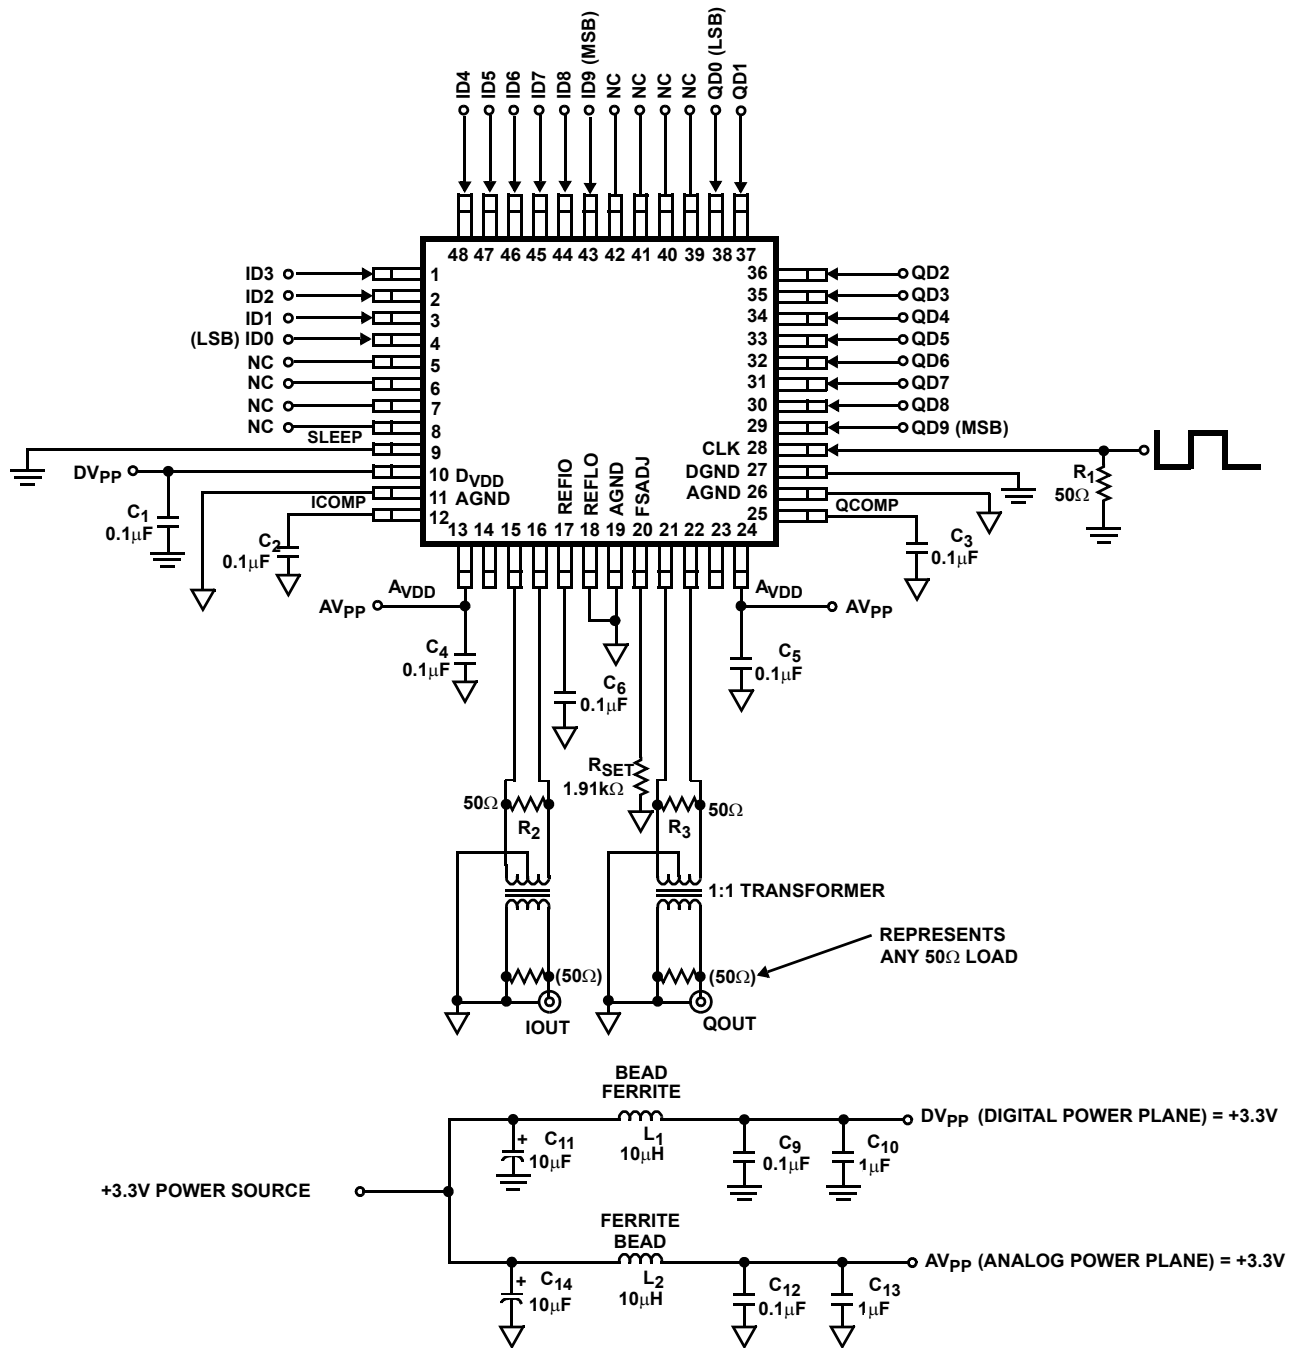 ID4
ID5
ID6
ID7
ID8
ID9 (MSB)
NC
NC
NC
NC
QD0 (LSB)
QD1
48 47 46 45 44 43 42 41 40 39 38 37
ID3
ID2
ID1
(LSB) ID0
NC
NC
NC
NC
SLEEP
DVPP
ICOMP
1
2
3
4
5
6
7
8
9
10 DVDD
11 AGND
12
C1
0.1μF
C2
0.1μF
REFIO
REFLO
AGND
FSADJ
13 14 15 16 17 18 19 20 21 22 23 24
36
35
34
33
32
31
30
29
CLK 28
DGND 27
AGND 26
25
QD2
QD3
QD4
QD5
QD6
QD7
QD8
QD9 (MSB)
R1
50Ω
QCOMP
C3
0.1μF
AVDD
AVPP
C4
0.1μF
C6
0.1μF
AVDD
AVPP
C5
0.1μF
RSET
1.91kΩ
50Ω
R2
R3
50Ω
1:1 TRANSFORMER
REPRESENTS
ANY 50Ω LOAD
(50Ω)
(50Ω)
IOUT
QOUT
BEAD
FERRITE
L1
10μH
+
C11
10μF
C9
0.1μF
C10
1μF
DVPP (DIGITAL POWER PLANE) = +3.3V
+3.3V POWER SOURCE
FERRITE
BEAD
L2
10μH
+
C14
10μF
C12
0.1μF
C13
1μF
AVPP (ANALOG POWER PLANE) = +3.3V